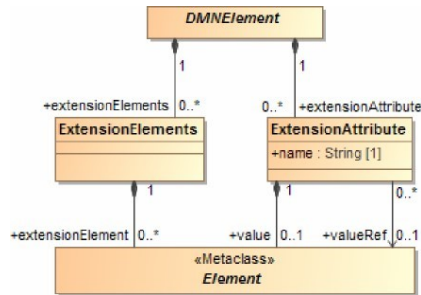 DMNElement
1 1
+extensionElements 0..* 0..* +extensionAttribute
ExtensionElements ExtensionAttribute
+name : String [1]
1 1 0..*
+extensionElement 0..* +value 0..1 +valueRef 0..1
«Metaclass»
Element